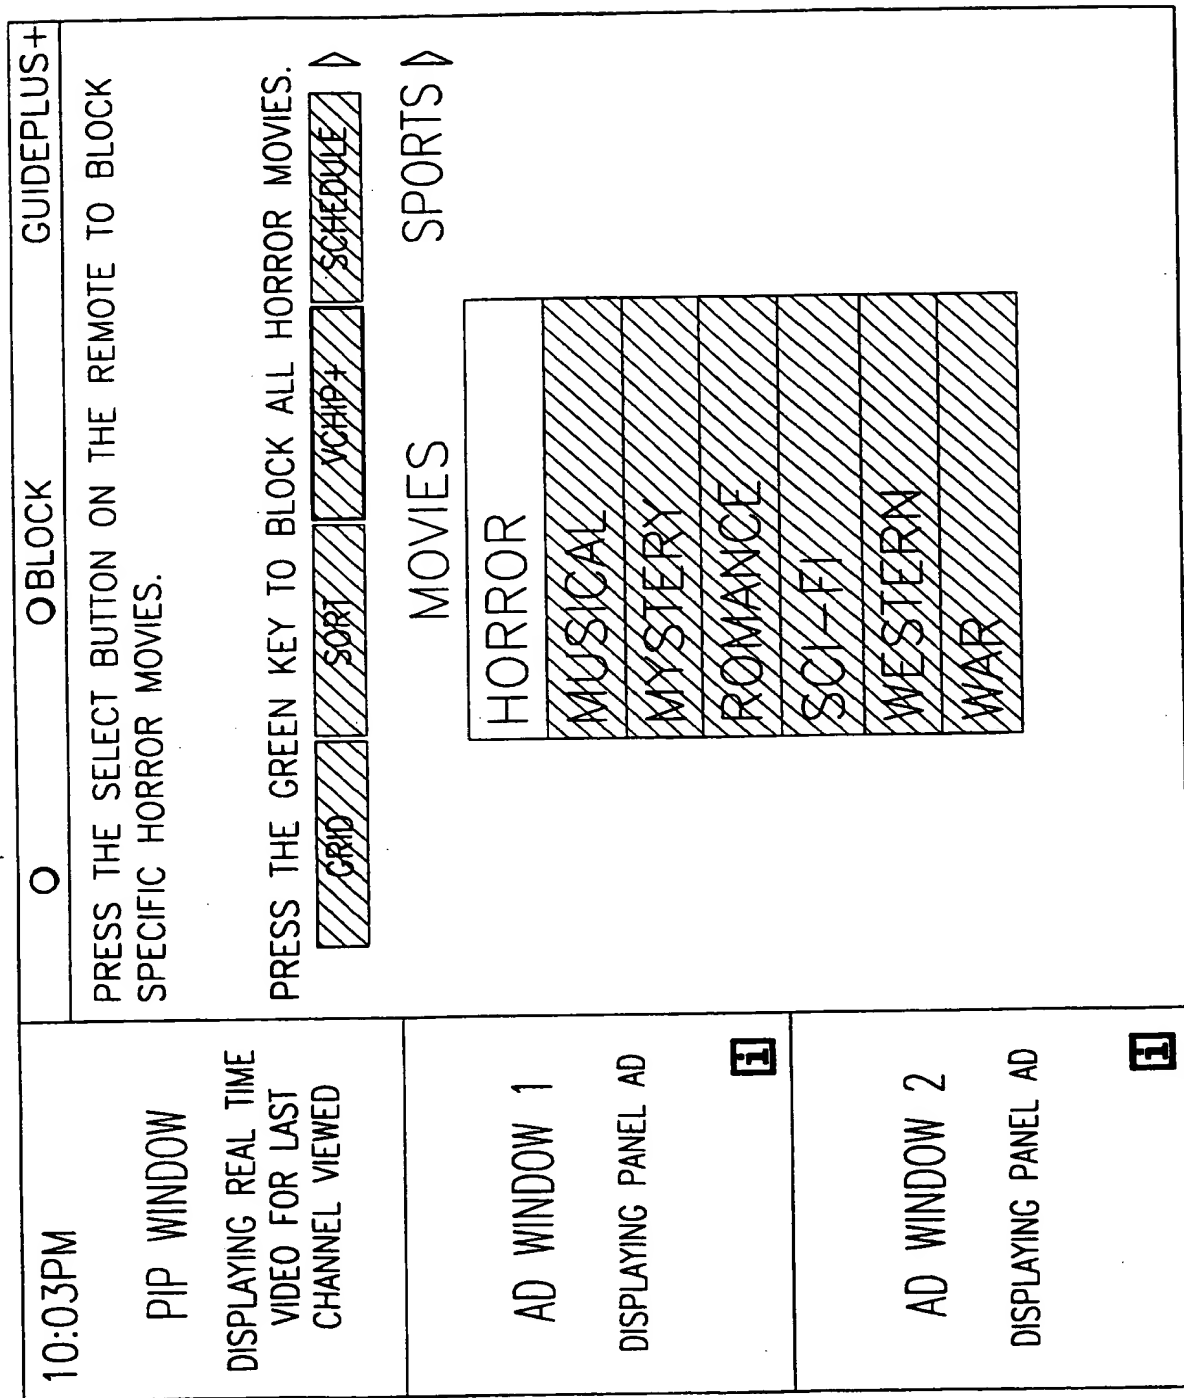 10:03PM
PIP WINDOW
DISPLAYING REAL TIME
VIDEO FOR LAST
CHANNEL VIEWED
AD WINDOW 1
DISPLAYING PANEL AD
i
AD WINDOW 2
DISPLAYING PANEL AD
i
BLOCK GUIDEPLUS+
PRESS THE SELECT BUTTON ON THE REMOTE TO BLOCK
SPECIFIC HORROR MOVIES.
PRESS THE GREEN KEY TO BLOCK ALL HORROR MOVIES.
GRID SORT VCHIP+ SCHEDULE
MOVIES SPORTS
HORROR
MUSICAL
MYSTERY
ROMANCE
SCI-FI
WESTERN
WAR